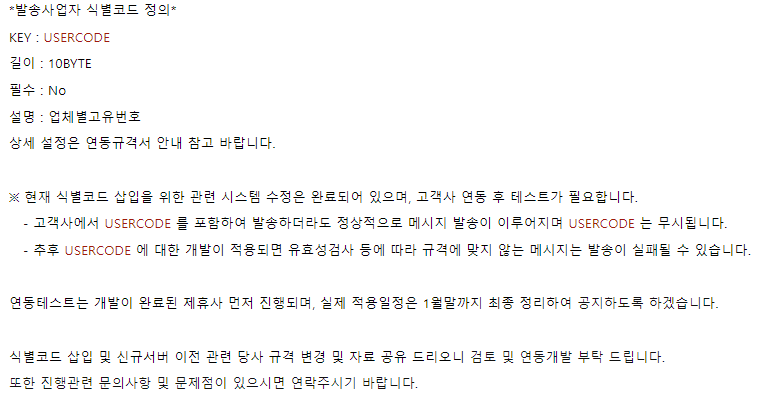 *발송사업자 식별코드 정의*
KEY : USERCODE
길이 : 10BYTE
필수 : No
설명 : 업체별고유번호
상세 설정은 연동규격서 안내 참고 바랍니다.
※ 현재 식별코드 삽입을 위한 관련 시스템 수정은 완료되어 있으며, 고객사 연동 후 테스트가 필요합니다.
- 고객사에서 USERCODE 를 포함하여 발송하더라도 정상적으로 메시지 발송이 이루어지며 USERCODE 는 무시됩니다.
- 추후 USERCODE 에 대한 개발이 적용되면 유효성검사 등에 따라 규격에 맞지 않는 메시지는 발송이 실패될 수 있습니다.
연동테스트는 개발이 완료된 제휴사 먼저 진행되며, 실제 적용일정은 1월말까지 최종 정리하여 공지하도록 하겠습니다.
식별코드 삽입 및 신규서버 이전 관련 당사 규격 변경 및 자료 공유 드리오니 검토 및 연동개발 부탁 드립니다.
또한 진행관련 문의사항 및 문제점이 있으시면 연락주시기 바랍니다.